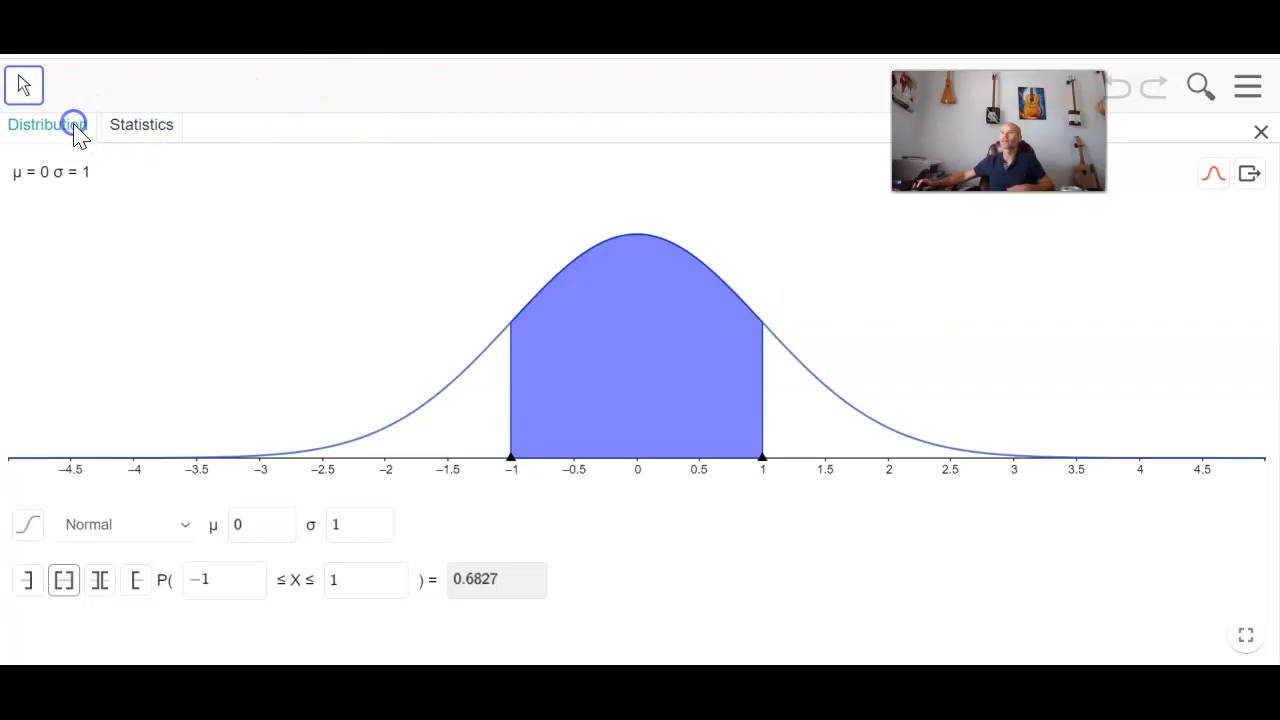 Distribution Statistics
μ = 0 σ = 1
−4.5 −4 −3.5 −3 −2.5 −2 −1.5 −1 −0.5 0 0.5 1 1.5 2 2.5 3 3.5 4 4.5
Normal μ 0 σ 1
P( −1 ≤ X ≤ 1 ) = 0.6827